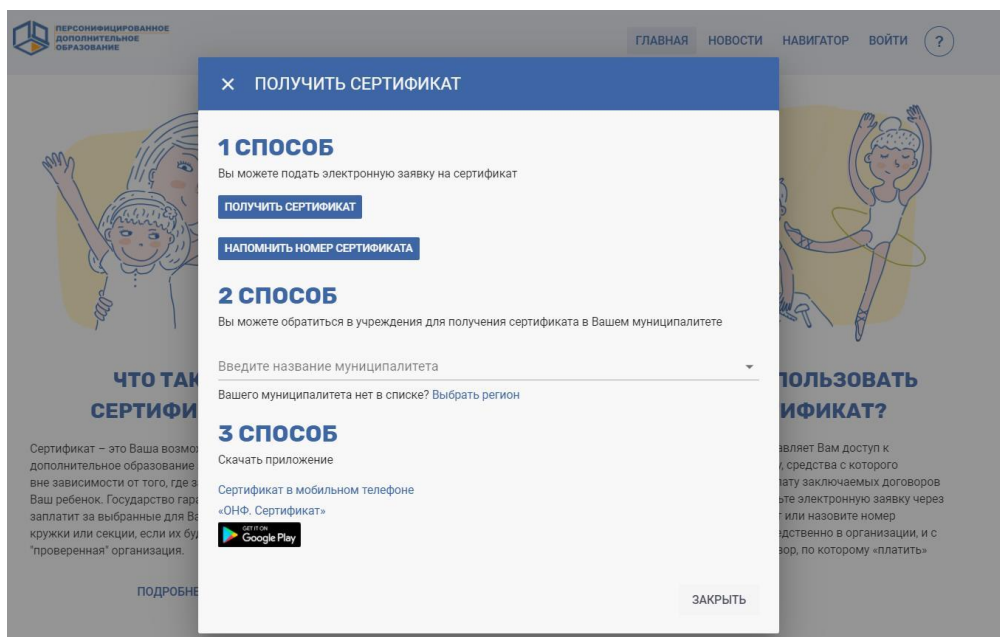 ПЕРСОНИФИЦИРОВАННОЕ
ДОПОЛНИТЕЛЬНОЕ
ОБРАЗОВАНИЕ
ГЛАВНАЯ НОВОСТИ НАВИГАТОР ВОЙТИ ?
× ПОЛУЧИТЬ СЕРТИФИКАТ
1 СПОСОБ
Вы можете подать электронную заявку на сертификат
ПОЛУЧИТЬ СЕРТИФИКАТ
НАПОМНИТЬ НОМЕР СЕРТИФИКАТА
2 СПОСОБ
Вы можете обратиться в учреждения для получения сертификата в Вашем муниципалитете
Введите название муниципалитета
Вашего муниципалитета нет в списке? Выбрать регион
3 СПОСОБ
Скачать приложение
Сертификат в мобильном телефоне
«ОНФ. Сертификат»
GET IT ON
Google Play
ЗАКРЫТЬ
ЧТО ТАК
СЕРТИФИ
Сертификат – это Ваша возмо
дополнительное образование
вне зависимости от того, где з
Ваш ребенок. Государство гара
заплатит за выбранные для Ва
кружки или секции, если их бу
"проверенная" организация.
ПОДРОБНЕ
ПОЛЬЗОВАТЬ
ИФИКАТ?
авляет Вам доступ к
, средства с которого
лату заключаемых договоров
ьте электронную заявку через
т или назовите номер
едственно в организации, и с
вор, по которому «платить»